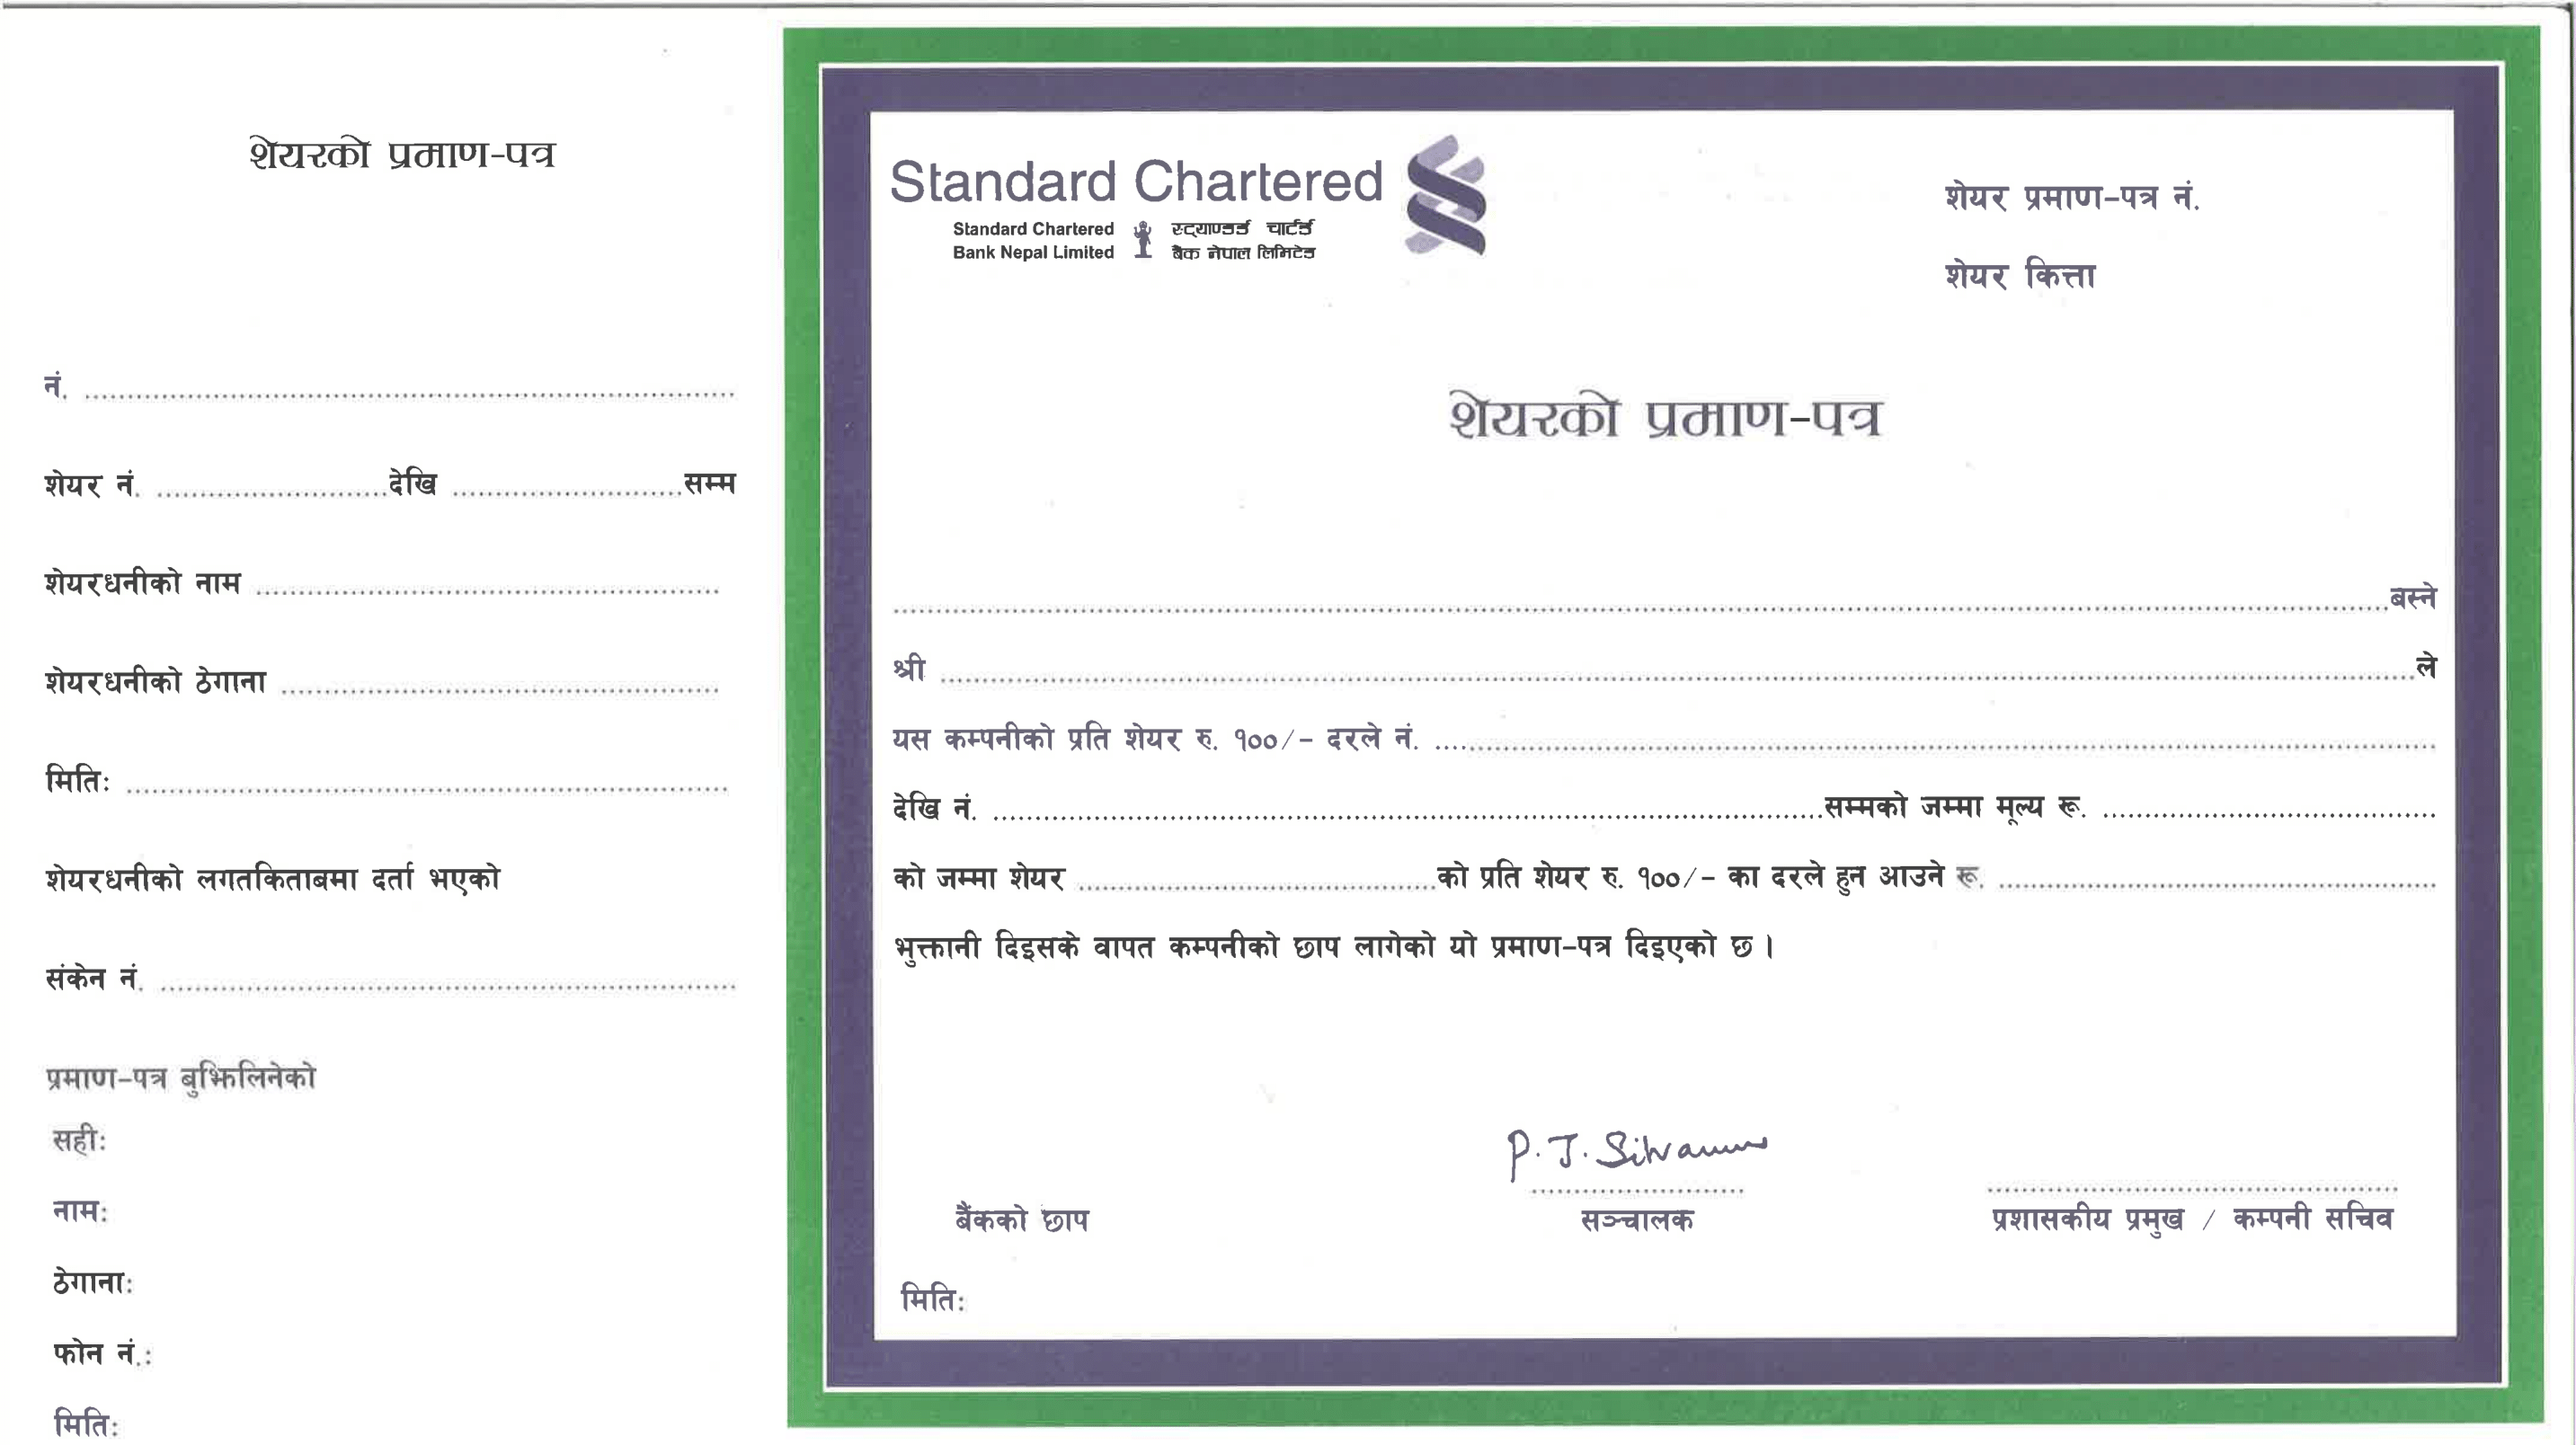 शेयरको प्रमाण-पत्र
नं. ..........
शेयर नं. ..........देखि ..........सम्म
शेयरधनीको नाम ..........
शेयरधनीको ठेगाना ..........
मितिः ..........
शेयरधनीको लगतकिताबमा दर्ता भएको
संकेन नं. ..........
प्रमाण-पत्र बुझिलिनेको
सहीः
नामः
ठेगानाः
फोन नं.:
मितिः
Standard Chartered
Standard Chartered स्ट्याण्डर्ड चार्टर्ड
Bank Nepal Limited बैंक नेपाल लिमिटेड
शेयर प्रमाण-पत्र नं.
शेयर कित्ता
शेयरको प्रमाण-पत्र
..........बस्ने
श्री ..........ले
यस कम्पनीको प्रति शेयर रु. १००/- दरले नं. ..........
देखि नं. ..........सम्मको जम्मा मूल्य रू. ..........
को जम्मा शेयर ..........को प्रति शेयर रु. १००/- का दरले हुन आउने रू. ..........
भुक्तानी दिइसके वापत कम्पनीको छाप लागेको यो प्रमाण-पत्र दिइएको छ ।
P. J.
बैंकको छाप
सञ्चालक
प्रशासकीय प्रमुख / कम्पनी सचिव
मितिः